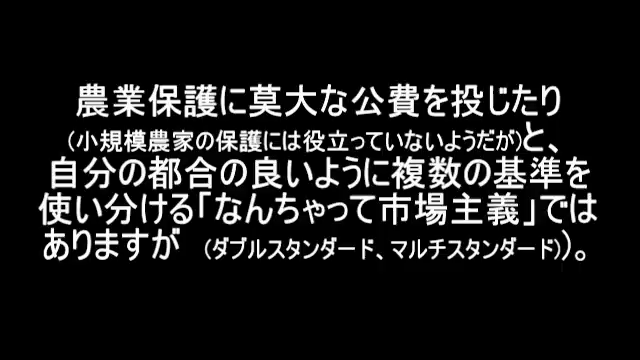 農業保護に莫大な公費を投じたり
(小規模農家の保護には役立っていないようだが)と、
自分の都合の良いように複数の基準を
使い分ける「なんちゃって市場主義」では
ありますが (ダブルスタンダード、マルチスタンダード))。